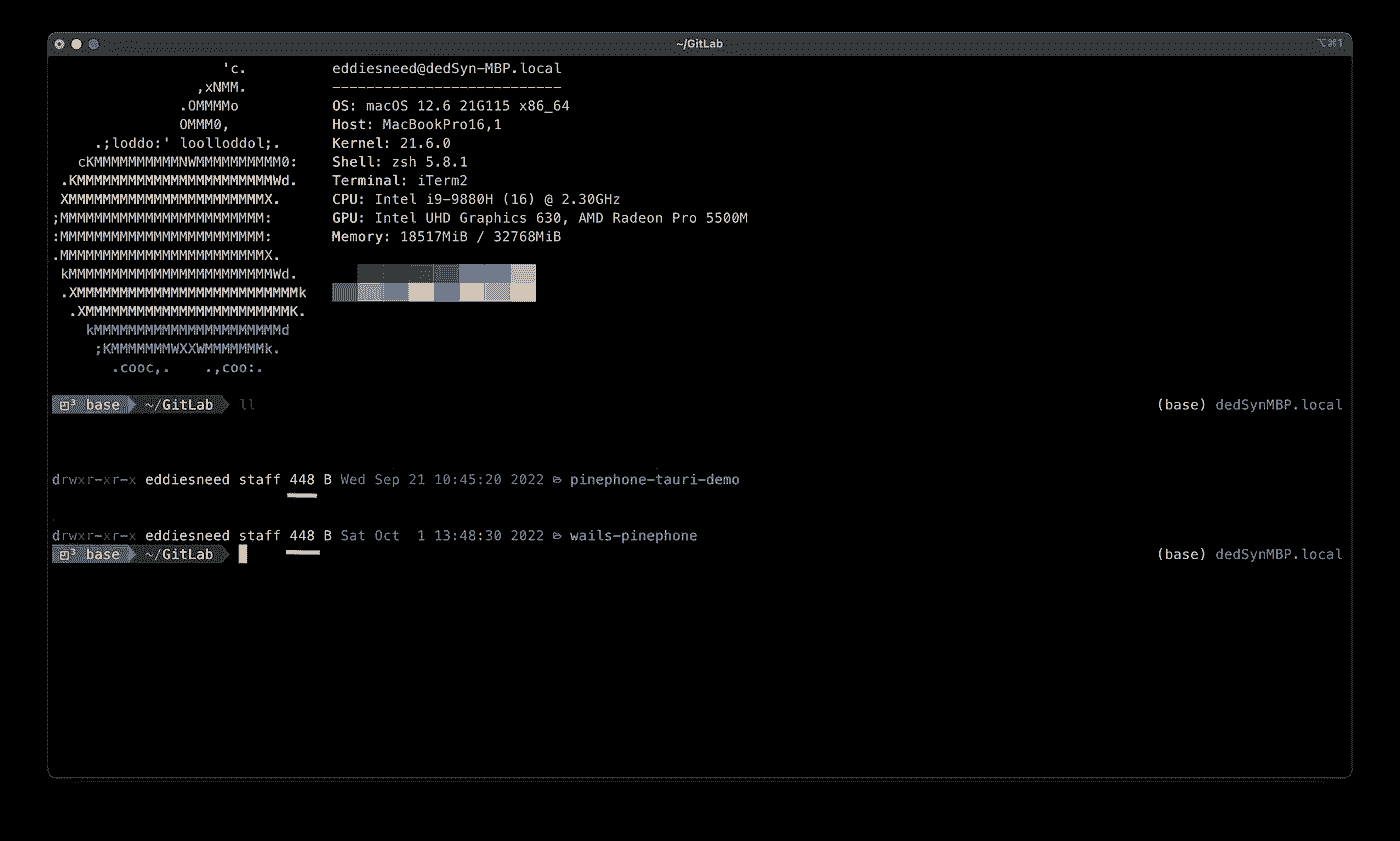 ~/GitLab
⌥⌘1
'c.
,xNMM.
.OMMMMo
OMMM0,
.;loddo:' loolloddol;.
cKMMMMMMMMMMNWMMMMMMMMMM0:
.KMMMMMMMMMMMMMMMMMMMMMMMWd.
XMMMMMMMMMMMMMMMMMMMMMMMX.
;MMMMMMMMMMMMMMMMMMMMMMMM:
:MMMMMMMMMMMMMMMMMMMMMMMM:
.MMMMMMMMMMMMMMMMMMMMMMMMX.
kMMMMMMMMMMMMMMMMMMMMMMMMWd.
.XMMMMMMMMMMMMMMMMMMMMMMMMMMk
.XMMMMMMMMMMMMMMMMMMMMMMMMK.
kMMMMMMMMMMMMMMMMMMMMMMd
;KMMMMMMMWXXWMMMMMMMk.
.cooc,.    .,coo:.
eddiesneed@dedSyn-MBP.local
---------------------------
OS: macOS 12.6 21G115 x86_64
Host: MacBookPro16,1
Kernel: 21.6.0
Shell: zsh 5.8.1
Terminal: iTerm2
CPU: Intel i9-9880H (16) @ 2.30GHz
GPU: Intel UHD Graphics 630, AMD Radeon Pro 5500M
Memory: 18517MiB / 32768MiB
◰³ base ~/GitLab ll (base) dedSynMBP.local
drwxr-xr-x eddiesneed staff 448 B Wed Sep 21 10:45:20 2022 pinephone-tauri-demo
drwxr-xr-x eddiesneed staff 448 B Sat Oct  1 13:48:30 2022 wails-pinephone
◰³ base ~/GitLab (base) dedSynMBP.local